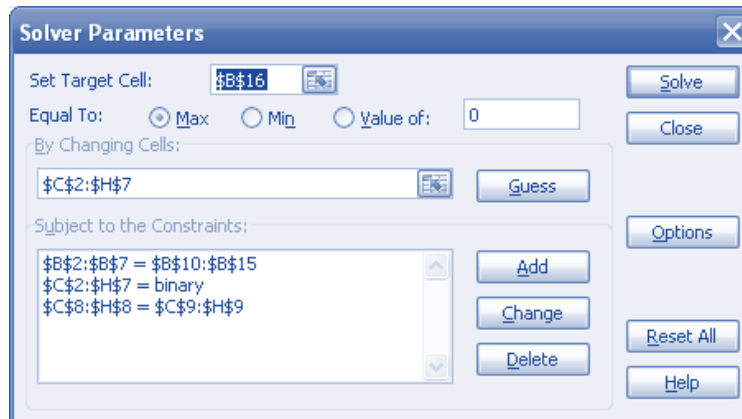 Solver Parameters
Set Target Cell: $B$16 Solve
Equal To: Max Min Value of: 0 Close
By Changing Cells:
$C$2:$H$7 Guess
Subject to the Constraints: Options
$B$2:$B$7 = $B$10:$B$15 Add
$C$2:$H$7 = binary
$C$8:$H$8 = $C$9:$H$9
Change
Reset All
Delete
Help